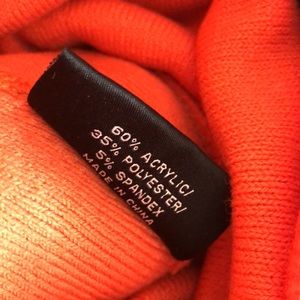 60% ACRYLIC/
35% POLYESTER/
5% SPANDEX
MADE IN CHINA